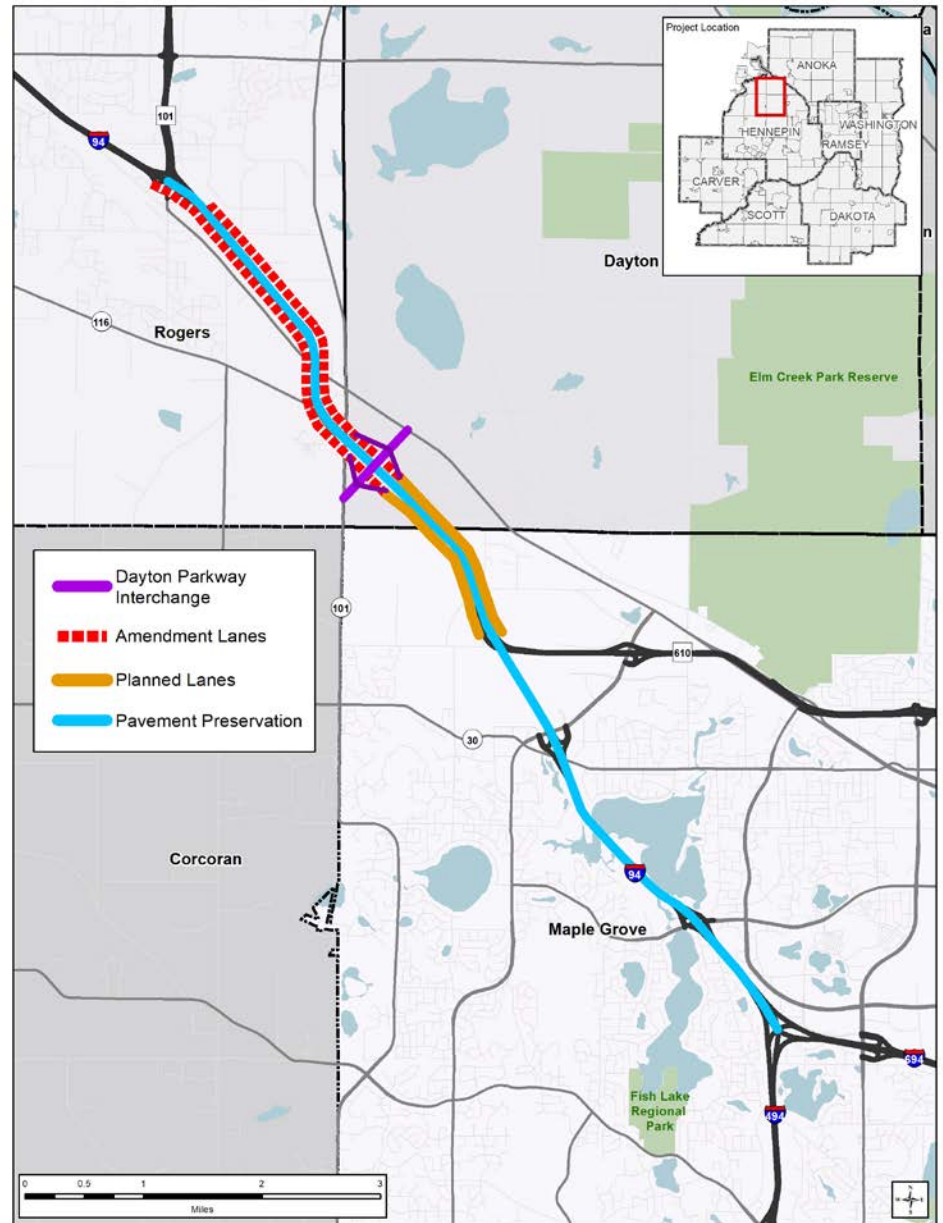 Project Location
ANOKA
WASHINGTON
HENNEPIN
RAMSEY
CARVER
SCOTT
DAKOTA
a
n
101
94
Dayton
116
Rogers
Elm Creek Park Reserve
Dayton Parkway
Interchange
Amendment Lanes
Planned Lanes
Pavement Preservation
101
610
30
Corcoran
94
Maple Grove
694
Fish Lake
Regional
Park
494
0 0.5 1 2 3
Miles